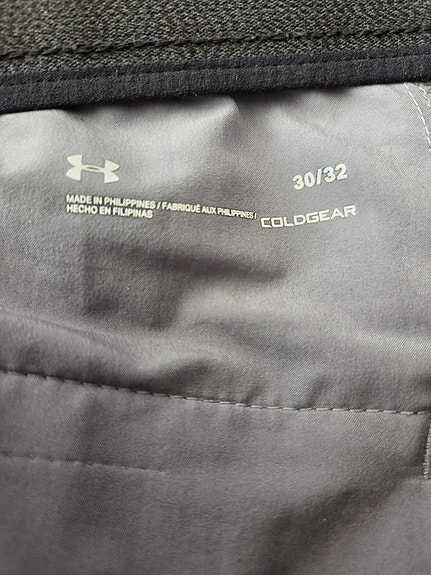 30/32
MADE IN PHILIPPINES / FABRIQUÉ AUX PHILIPPINES /
HECHO EN FILIPINAS
COLDGEAR